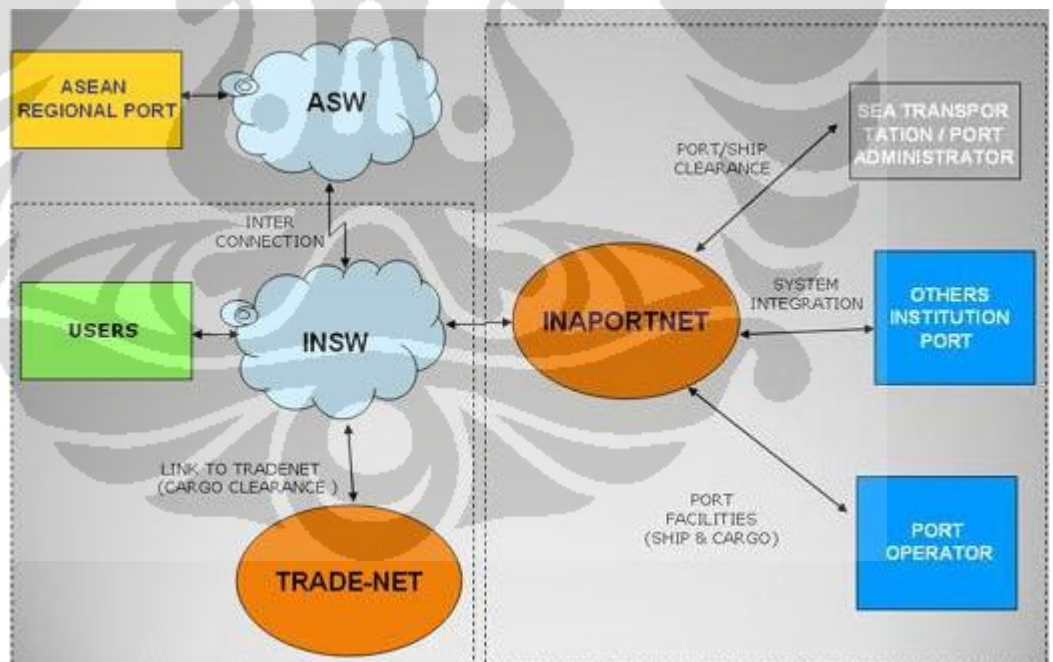 ASEAN
REGIONAL PORT
ASW
SEA TRANSPOR
TATION / PORT
ADMINISTRATOR
PORT/SHIP
CLEARANCE
INTER
CONNECTION
USERS
INSW
INAPORTNET
SYSTEM
INTEGRATION
OTHERS
INSTITUTION
PORT
LINK TO TRADENET
(CARGO CLEARANCE )
TRADE-NET
PORT
FACILITIES
(SHIP & CARGO)
PORT
OPERATOR